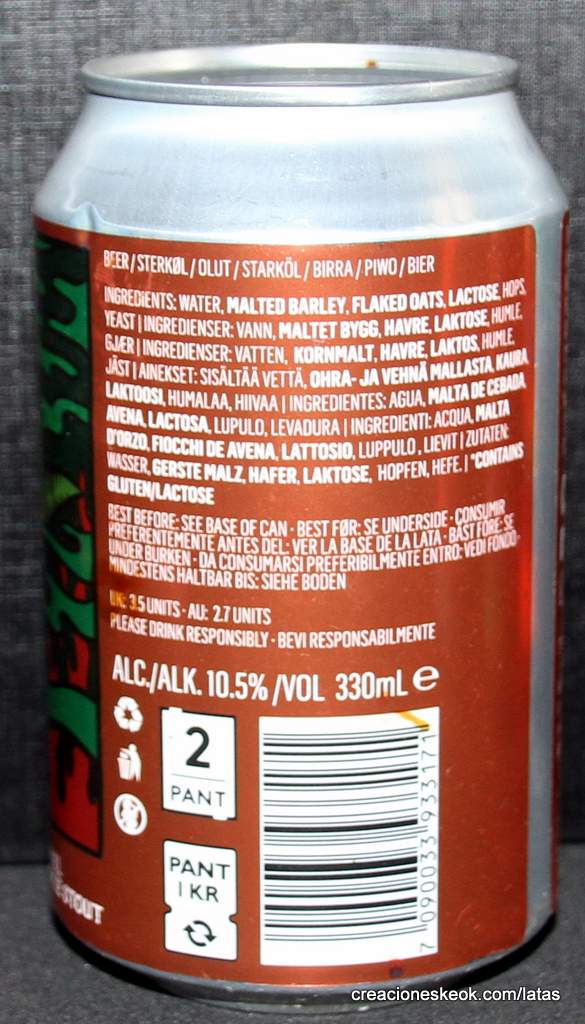 BEER / STERKØL / OLUT / STARKÖL / BIRRA / PIWO / BIER
INGREDIENTS: WATER, MALTED BARLEY, FLAKED OATS, LACTOSE, HOPS,
YEAST | INGREDIENSER: VANN, MALTET BYGG, HAVRE, LAKTOSE, HUMLE,
GJÆR | INGREDIENSER: VATTEN, KORNMALT, HAVRE, LAKTOS, HUMLE,
JÄST | AINEKSET: SISÄLTÄÄ VETTÄ, OHRA- JA VEHNÄ MALLASTA, KAURA,
LAKTOOSI, HUMALAA, HIIVAA | INGREDIENTES: AGUA, MALTA DE CEBADA,
AVENA, LACTOSA, LUPULO, LEVADURA | INGREDIENTI: ACQUA, MALTA
D'ORZO, FIOCCHI DE AVENA, LATTOSIO, LUPPULO, LIEVIT | ZUTATEN:
WASSER, GERSTE MALZ, HAFER, LAKTOSE, HOPFEN, HEFE. | *CONTAINS
GLUTEN/LACTOSE
BEST BEFORE: SEE BASE OF CAN · BEST FØR: SE UNDERSIDE · CONSUMIR
PREFERENTEMENTE ANTES DEL: VER LA BASE DE LA LATA · BÄST FÖRE: SE
UNDER BURKEN · DA CONSUMARSI PREFERIBILMENTE ENTRO: VEDI FONDO ·
MINDESTENS HALTBAR BIS: SIEHE BODEN
UK: 3.5 UNITS · AU: 2.7 UNITS
PLEASE DRINK RESPONSIBLY · BEVI RESPONSABILMENTE
ALC./ALK. 10.5% /VOL 330mL e
2
PANT
PANT
1 KR
7 090033 933171
STOUT
creacioneskeok.com/latas